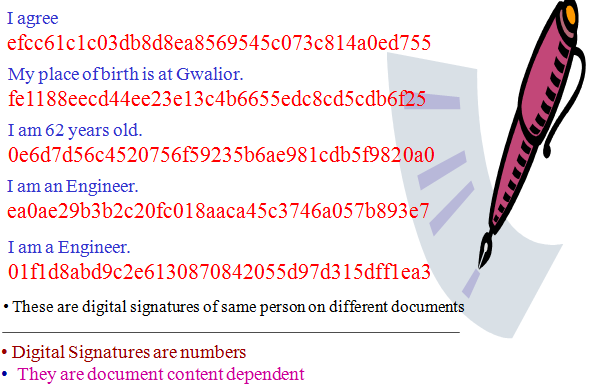 I agree
efcc61c1c03db8d8ea8569545c073c814a0ed755
My place of birth is at Gwalior.
fe1188eecd44ee23e13c4b6655edc8cd5cdb6f25
I am 62 years old.
0e6d7d56c4520756f59235b6ae981cdb5f9820a0
I am an Engineer.
ea0ae29b3b2c20fc018aaca45c3746a057b893e7
I am a Engineer.
01f1d8abd9c2e6130870842055d97d315dff1ea3
• These are digital signatures of same person on different documents
• Digital Signatures are numbers
• They are document content dependent